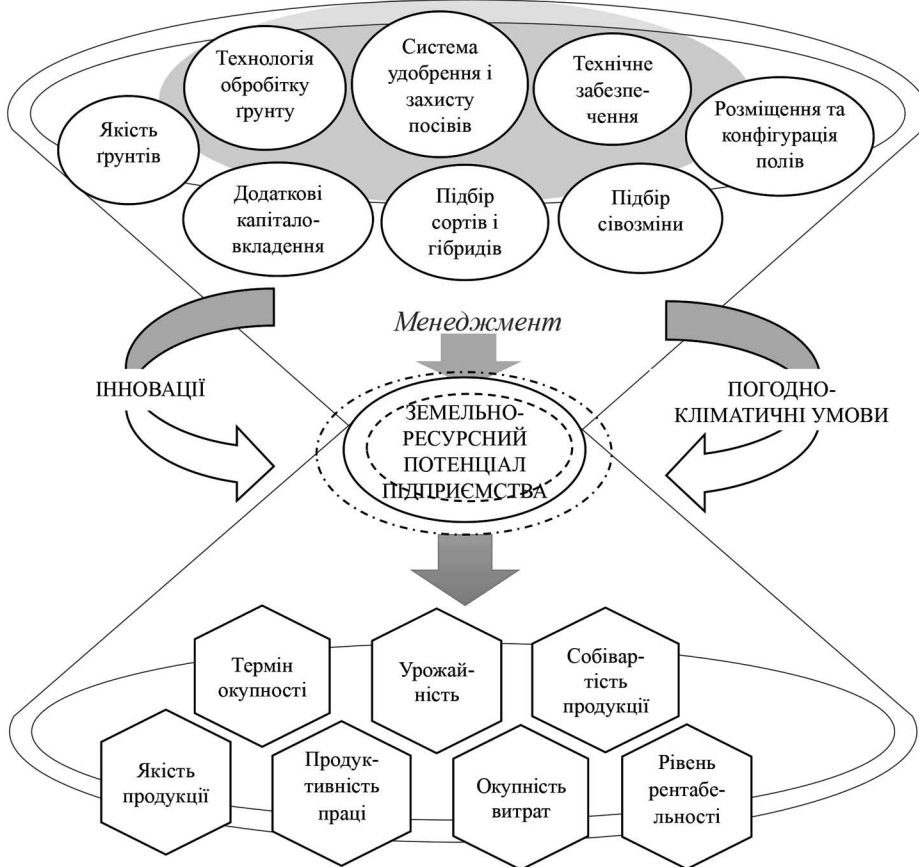 Технологія
обробітку
ґрунту
Система
удобрення і
захисту
посівів
Технічне
забезпе-
чення
Якість
ґрунтів
Розміщення та
конфігурація
полів
Додаткові
капітало-
вкладення
Підбір
сортів і
гібридів
Підбір
сівозміни
Менеджмент
ІННОВАЦІЇ
ПОГОДНО-
КЛІМАТИЧНІ УМОВИ
ЗЕМЕЛЬНО-
РЕСУРСНИЙ
ПОТЕНЦІАЛ
ПІДПРИЄМСТВА
Термін
окупності
Урожай-
ність
Собівар-
тість
продукції
Якість
продукції
Продук-
тивність
праці
Окупність
витрат
Рівень
рентабе-
льності